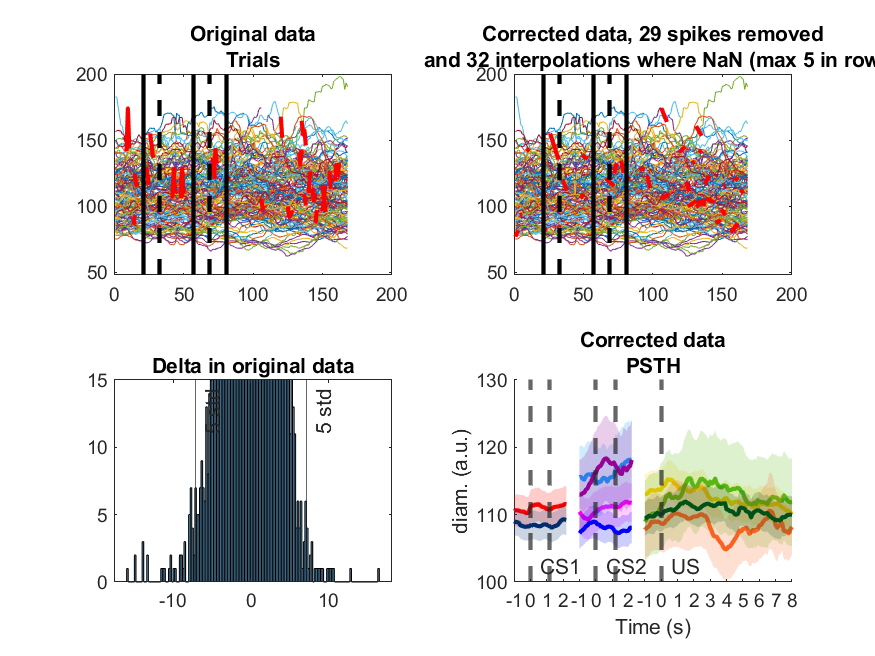 Original data
Trials
200
150
100
50
0 50 100 150 200
Corrected data, 29 spikes removed
and 32 interpolations where NaN (max 5 in row
200
150
100
50
0 50 100 150 200
Delta in original data
15
10
5
0
-10 0 10
5 std
5 std
Corrected data
PSTH
130
120
110
100
diam. (a.u.)
CS1 CS2 US
-1 0 1 2 -1 0 1 2 -1 0 1 2 3 4 5 6 7 8
Time (s)